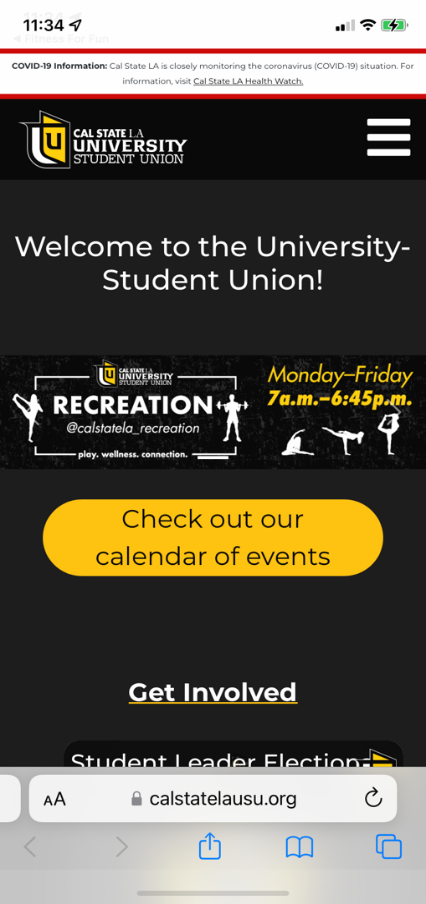 11:34
Fitness For Fun
COVID-19 Information: Cal State LA is closely monitoring the coronavirus (COVID-19) situation. For
information, visit Cal State LA Health Watch.
CAL STATE LA
UNIVERSITY
STUDENT UNION
Welcome to the University-
Student Union!
CAL STATE LA
UNIVERSITY
STUDENT UNION
RECREATION
@calstatela_recreation
play. wellness. connection.
Monday–Friday
7a.m.–6:45p.m.
Check out our
calendar of events
Get Involved
Student Leader Election
AA
calstatelausu.org